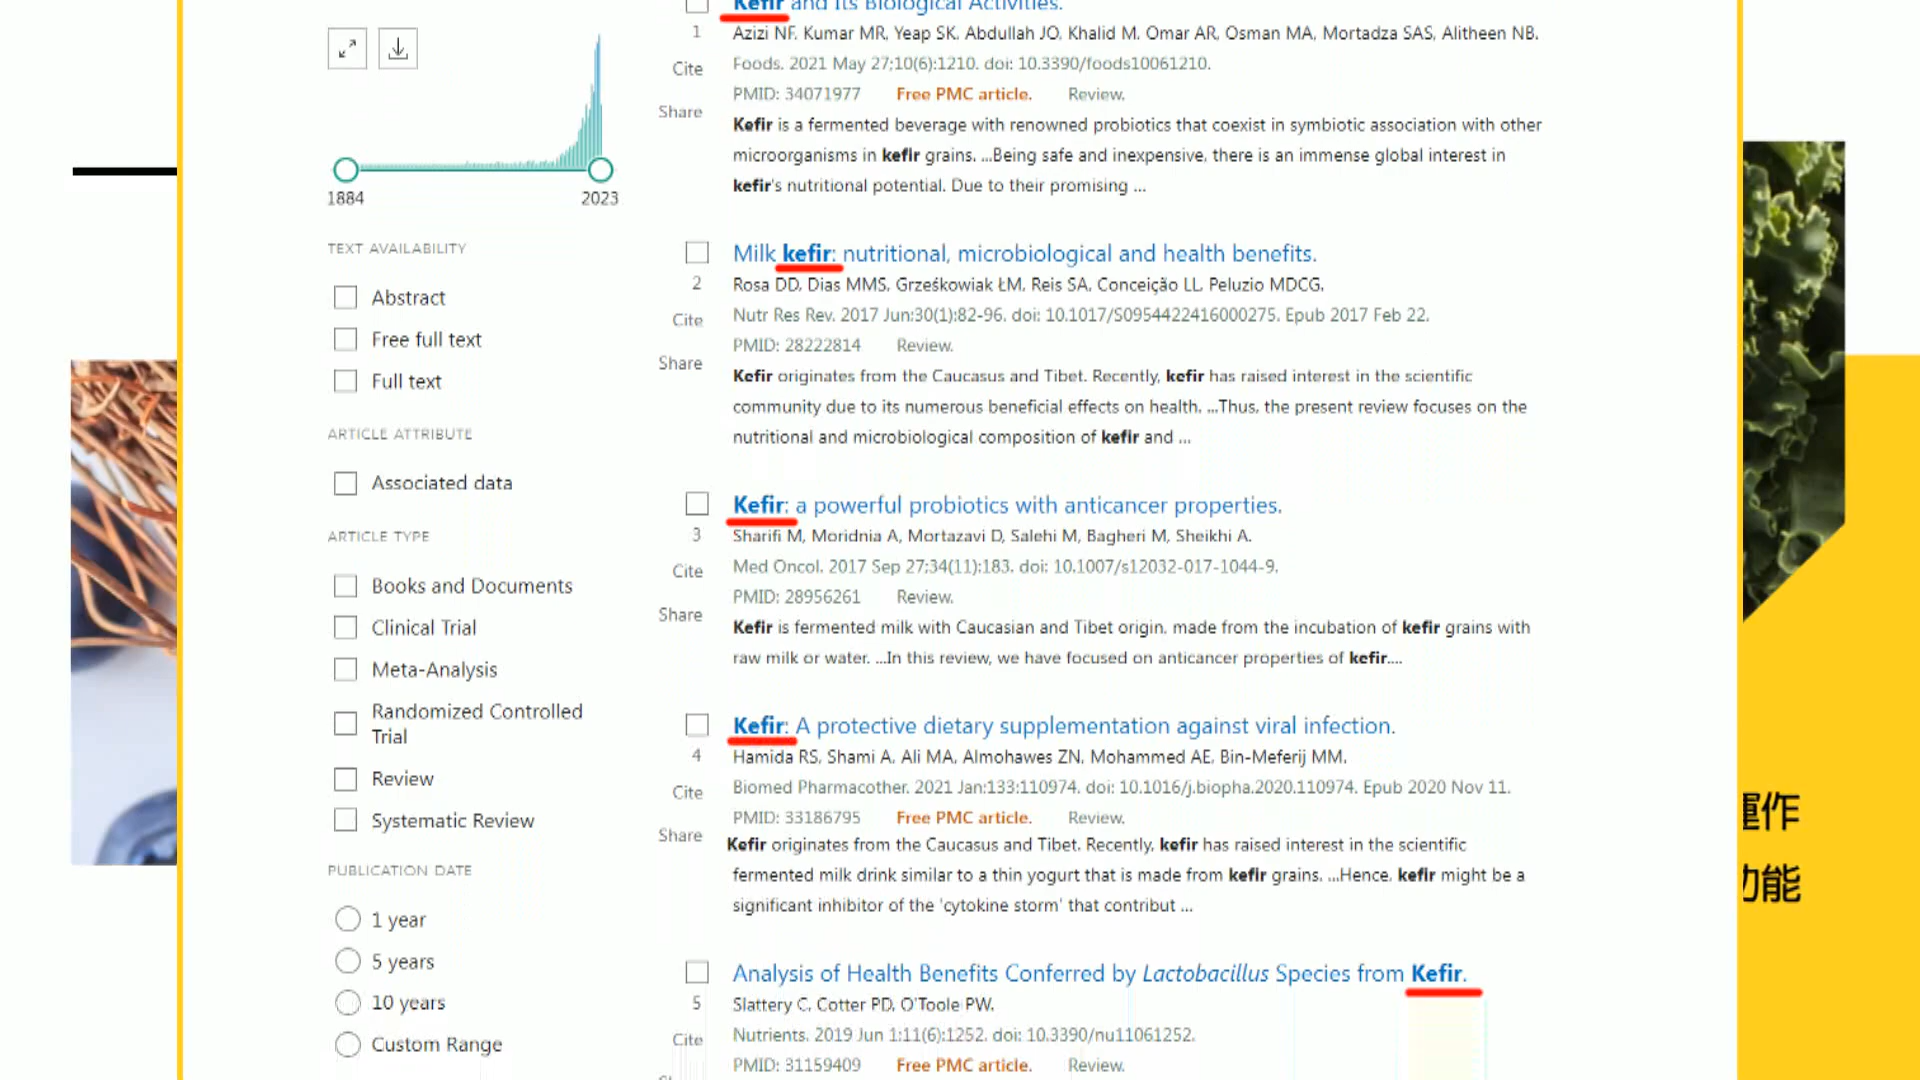 Kefir and Its Biological Activities.
1
Azizi NF, Kumar MR, Yeap SK, Abdullah JO, Khalid M, Omar AR, Osman MA, Mortadza SAS, Alitheen NB.
Cite
Foods. 2021 May 27;10(6):1210. doi: 10.3390/foods10061210.
PMID: 34071977 Free PMC article. Review.
Share
Kefir is a fermented beverage with renowned probiotics that coexist in symbiotic association with other
microorganisms in kefir grains. ...Being safe and inexpensive, there is an immense global interest in
kefir's nutritional potential. Due to their promising ...
1884 2023
TEXT AVAILABILITY
Abstract
Free full text
Full text
ARTICLE ATTRIBUTE
Associated data
ARTICLE TYPE
Books and Documents
Clinical Trial
Meta-Analysis
Randomized Controlled
Trial
Review
Systematic Review
PUBLICATION DATE
1 year
5 years
10 years
Custom Range
Milk kefir: nutritional, microbiological and health benefits.
2
Rosa DD, Dias MMS, Grześkowiak ŁM, Reis SA, Conceição LL, Peluzio MDCG.
Cite
Nutr Res Rev. 2017 Jun;30(1):82-96. doi: 10.1017/S0954422416000275. Epub 2017 Feb 22.
PMID: 28222814 Review.
Share
Kefir originates from the Caucasus and Tibet. Recently, kefir has raised interest in the scientific
community due to its numerous beneficial effects on health. ...Thus, the present review focuses on the
nutritional and microbiological composition of kefir and ...
Kefir: a powerful probiotics with anticancer properties.
3
Sharifi M, Moridnia A, Mortazavi D, Salehi M, Bagheri M, Sheikhi A.
Cite
Med Oncol. 2017 Sep 27;34(11):183. doi: 10.1007/s12032-017-1044-9.
PMID: 28956261 Review.
Share
Kefir is fermented milk with Caucasian and Tibet origin, made from the incubation of kefir grains with
raw milk or water. ...In this review, we have focused on anticancer properties of kefir....
Kefir: A protective dietary supplementation against viral infection.
4
Hamida RS, Shami A, Ali MA, Almohawes ZN, Mohammed AE, Bin-Meferij MM.
Cite
Biomed Pharmacother. 2021 Jan;133:110974. doi: 10.1016/j.biopha.2020.110974. Epub 2020 Nov 11.
PMID: 33186795 Free PMC article. Review.
Share
Kefir originates from the Caucasus and Tibet. Recently, kefir has raised interest in the scientific
fermented milk drink similar to a thin yogurt that is made from kefir grains. ...Hence, kefir might be a
significant inhibitor of the 'cytokine storm' that contribut ...
Analysis of Health Benefits Conferred by Lactobacillus Species from Kefir.
5
Slattery C, Cotter PD, O'Toole PW.
Cite
Nutrients. 2019 Jun 1;11(6):1252. doi: 10.3390/nu11061252.
PMID: 31159409 Free PMC article. Review.
運作
功能